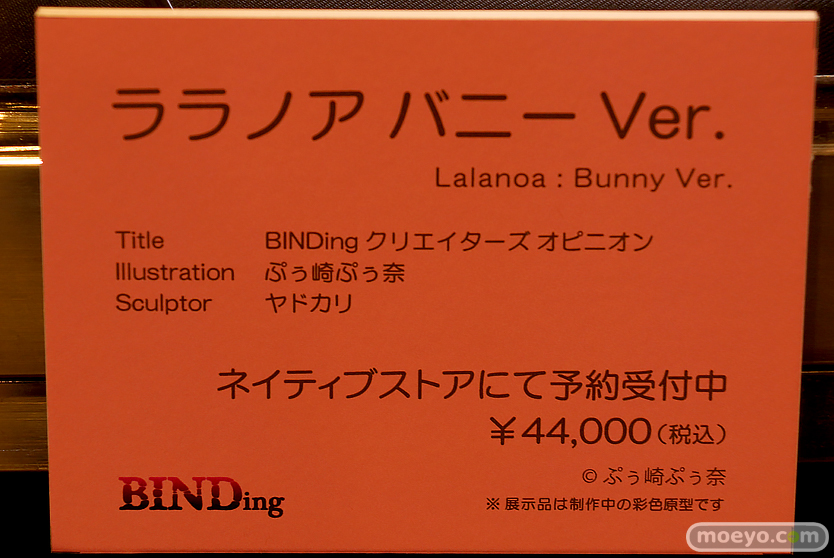 ララノア バニー Ver.
Lalanoa : Bunny Ver.
Title BINDing クリエイターズ オピニオン
Illustration ぷぅ崎ぷぅ奈
Sculptor ヤドカリ
ネイティブストアにて予約受付中
￥44,000（税込）
© ぷぅ崎ぷぅ奈
BINDing
※ 展示品は制作中の彩色原型です
moeyo.com